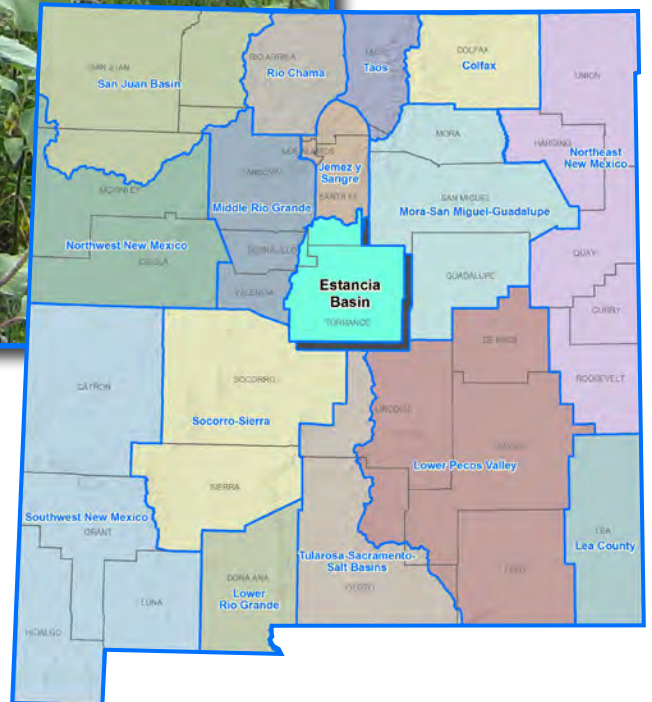 SAN JUAN
San Juan Basin
RIO ARRIBA
Rio Chama
TAOS
Taos
COLFAX
Colfax
UNION
MORA
HARDING
Northeast
New Mexico
LOS ALAMOS
Jemez y
Sangre
SANTA FE
SANDOVAL
MCKINLEY
Middle Rio Grande
SAN MIGUEL
Mora-San Miguel-Guadalupe
Northwest New Mexico
CIBOLA
BERNALILLO
VALENCIA
QUAY
GUADALUPE
Estancia
Basin
TORRANCE
CURRY
DE BACA
ROOSEVELT
CATRON
SOCORRO
Socorro-Sierra
LINCOLN
Lower Pecos Valley
SIERRA
Southwest New Mexico
GRANT
LEA
Lea County
Tularosa-Sacramento-
Salt Basins
OTERO
EDDY
DONA ANA
Lower
Rio Grande
LUNA
HIDALGO